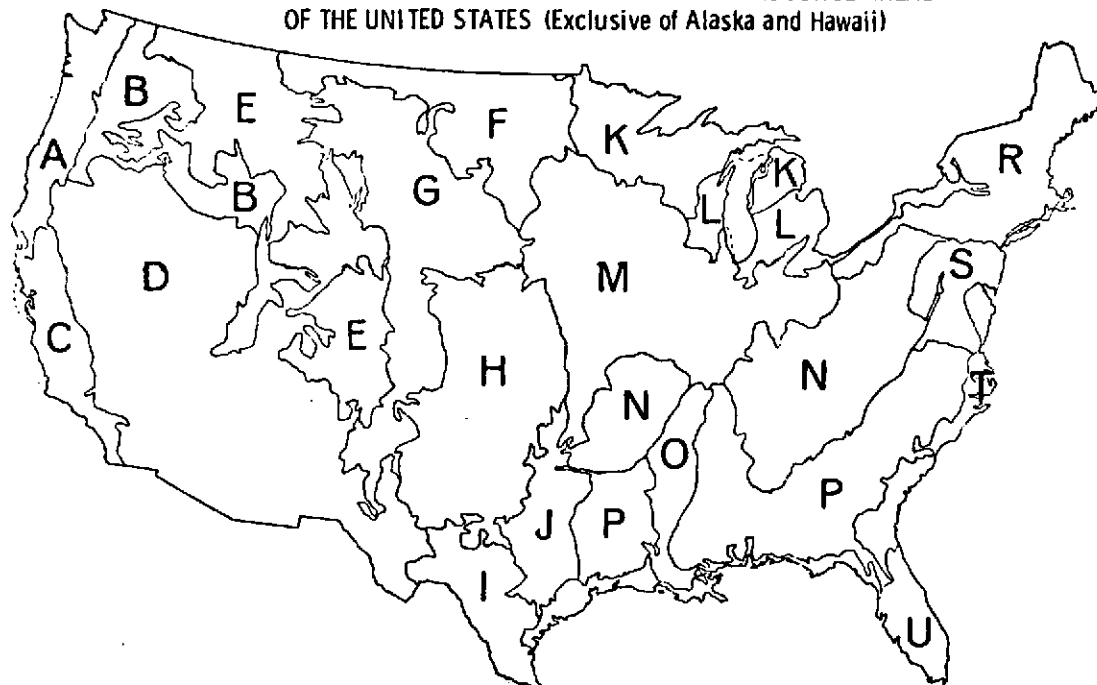 OF THE UNITED STATES (Exclusive of Alaska and Hawaii)
B
E
F
K
A
K
R
B
G
L
L
D
M
S
C
E
H
N
N
T
O
J
P
P
I
U